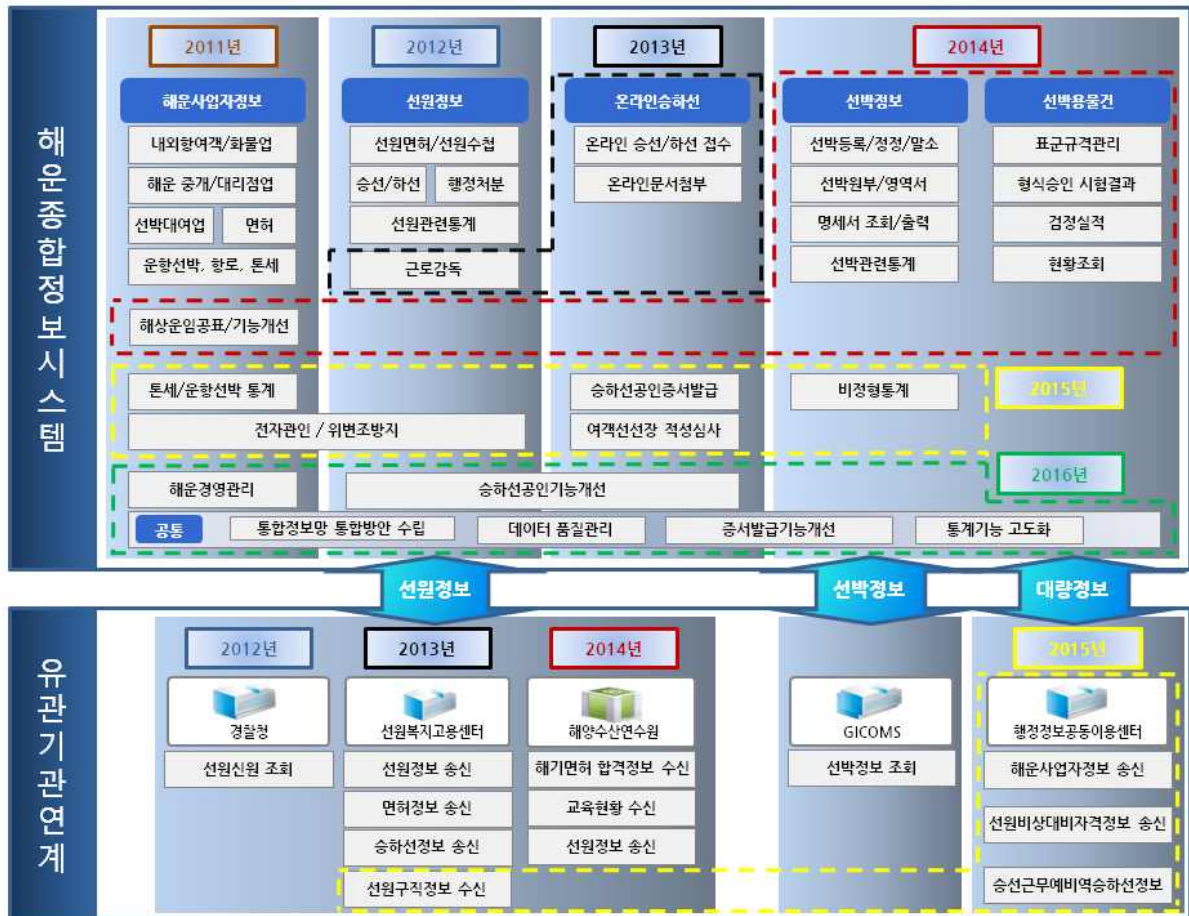 해운종합정보시스템
2011년
2012년
2013년
2014년
해운사업자정보
선원정보
온라인승하선
선박정보
선박용물건
내외항여객/화물업
선원면허/선원수첩
온라인 승선/하선 접수
선박등록/정정/말소
표군규격관리
해운 중개/대리점업
승선/하선
행정처분
온라인문서첨부
선박원부/영역서
형식승인 시험결과
선박대여업
면허
선원관련통계
명세서 조회/출력
검정실적
운항선박, 항로, 톤세
근로감독
선박관련통계
현황조회
해상운임공표/기능개선
톤세/운항선박 통계
승하선공인증서발급
비정형통계
2015년
전자관인 / 위변조방지
여객선선장 적성심사
2016년
해운경영관리
승하선공인기능개선
공통
통합정보망 통합방안 수립
데이터 품질관리
증서발급기능개선
통계기능 고도화
선원정보
선박정보
대량정보
유관기관연계
2012년
2013년
2014년
2015년
경찰청
선원복지고용센터
해양수산연수원
GICOMS
행정정보공동이용센터
선원신원 조회
선원정보 송신
해기면허 합격정보 수신
선박정보 조회
해운사업자정보 송신
면허정보 송신
교육현황 수신
선원비상대비자격정보 송신
승하선정보 송신
선원정보 송신
선원구직정보 수신
승선근무예비역승하선정보